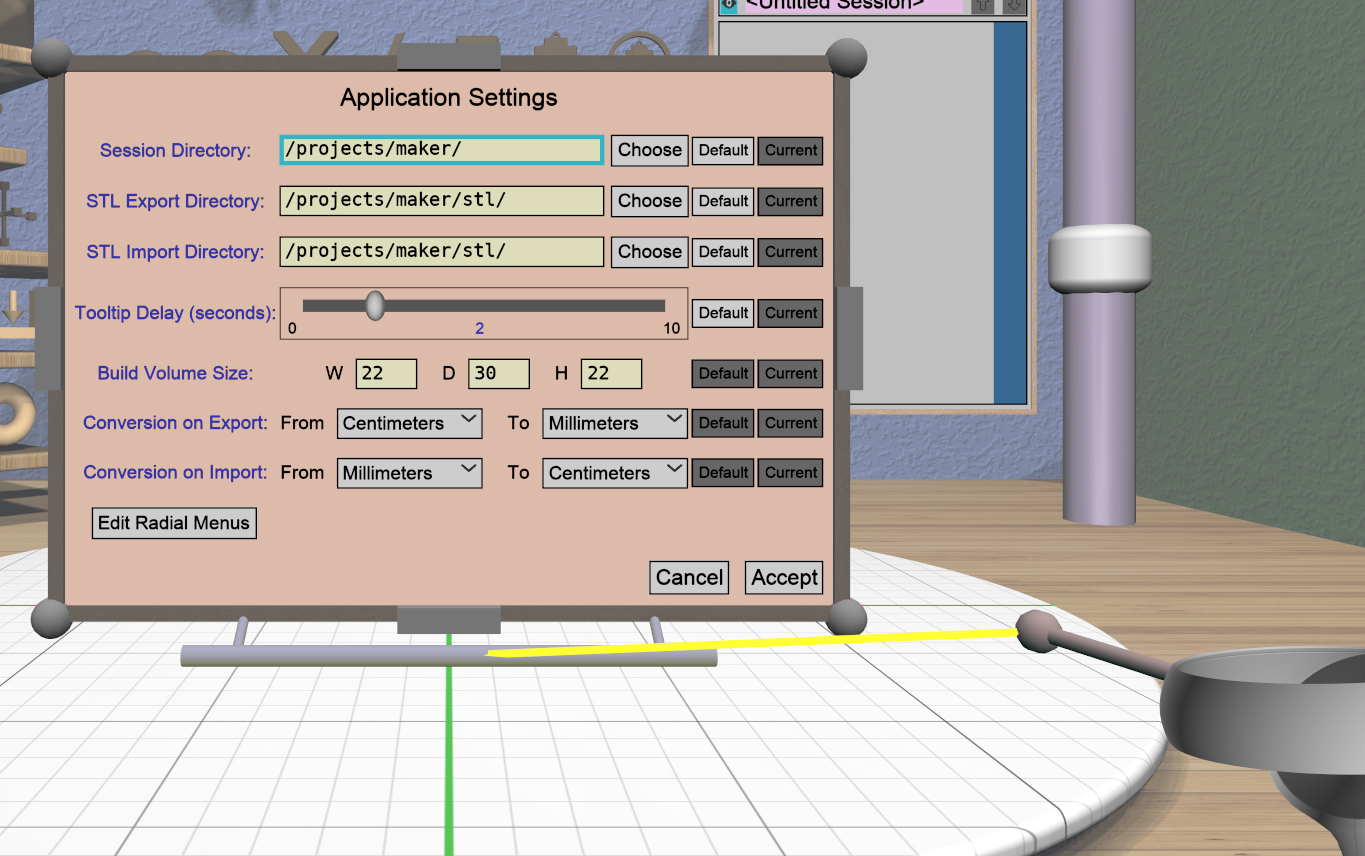 <Untitled Session>
Application Settings
Session Directory: /projects/maker/ Choose Default Current
STL Export Directory: /projects/maker/stl/ Choose Default Current
STL Import Directory: /projects/maker/stl/ Choose Default Current
Tooltip Delay (seconds): 0 2 10 Default Current
Build Volume Size: W 22 D 30 H 22 Default Current
Conversion on Export: From Centimeters To Millimeters Default Current
Conversion on Import: From Millimeters To Centimeters Default Current
Edit Radial Menus
Cancel Accept